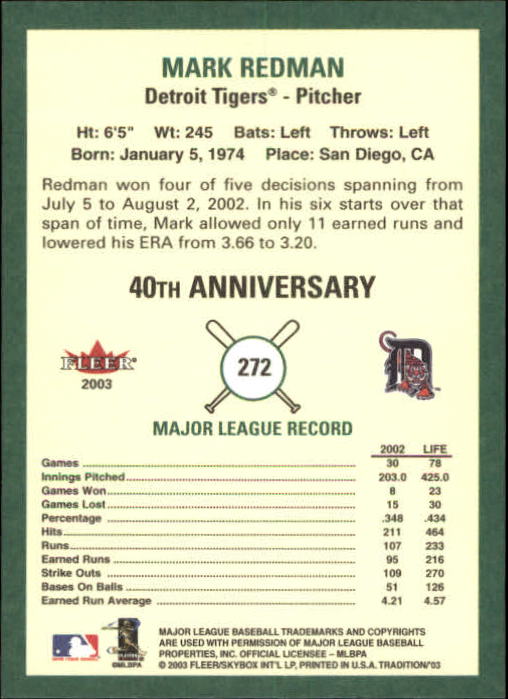 MARK REDMAN
Detroit Tigers® - Pitcher
Ht: 6'5" Wt: 245 Bats: Left Throws: Left
Born: January 5, 1974 Place: San Diego, CA
Redman won four of five decisions spanning from
July 5 to August 2, 2002. In his six starts over that
span of time, Mark allowed only 11 earned runs and
lowered his ERA from 3.66 to 3.20.
40TH ANNIVERSARY
FLEER
2003
272
D
MAJOR LEAGUE RECORD
2002 LIFE
Games 30 78
Innings Pitched 203.0 425.0
Games Won 8 23
Games Lost 15 30
Percentage .348 .434
Hits 211 464
Runs 107 233
Earned Runs 95 216
Strike Outs 109 270
Bases On Balls 51 126
Earned Run Average 4.21 4.57
©MLBPA
MAJOR LEAGUE BASEBALL TRADEMARKS AND COPYRIGHTS
ARE USED WITH PERMISSION OF MAJOR LEAGUE BASEBALL
PROPERTIES, INC. OFFICIAL LICENSEE – MLBPA
© 2003 FLEER/SKYBOX INT'L LP, PRINTED IN U.S.A. TRADITION/'03